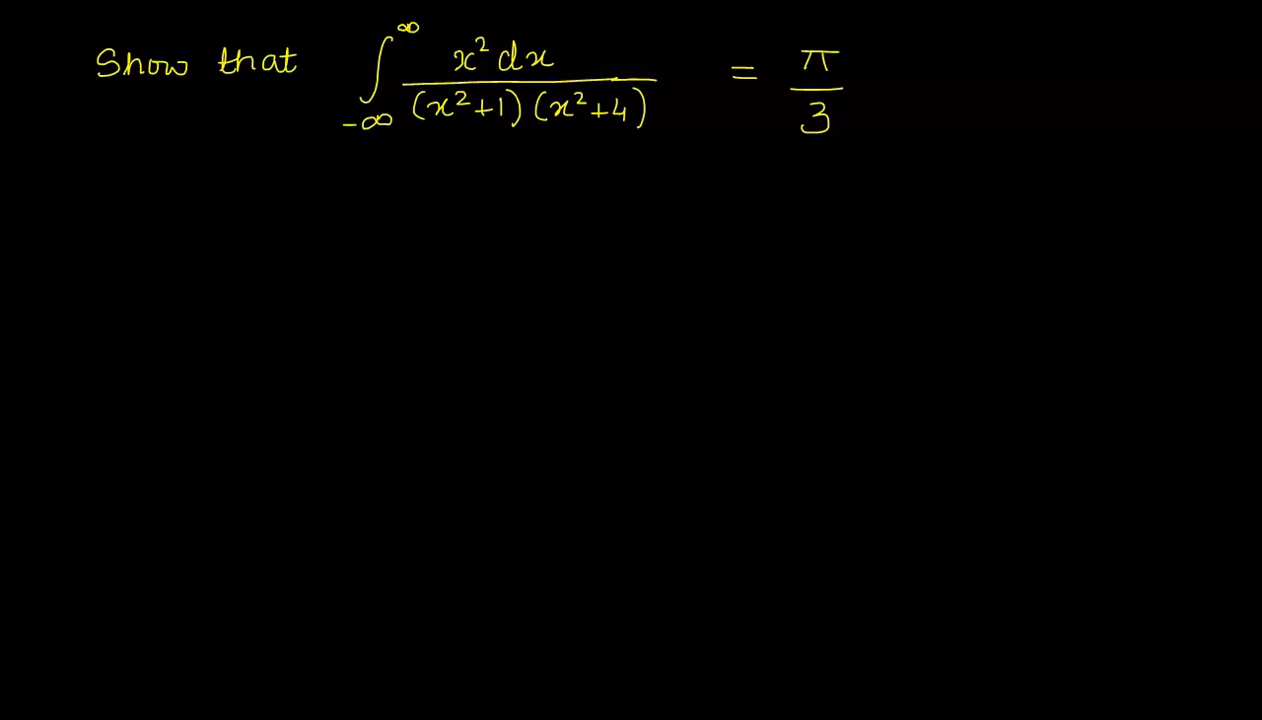 Show that ∫_{-∞}^{∞} x² dx / (x²+1)(x²+4) = π/3